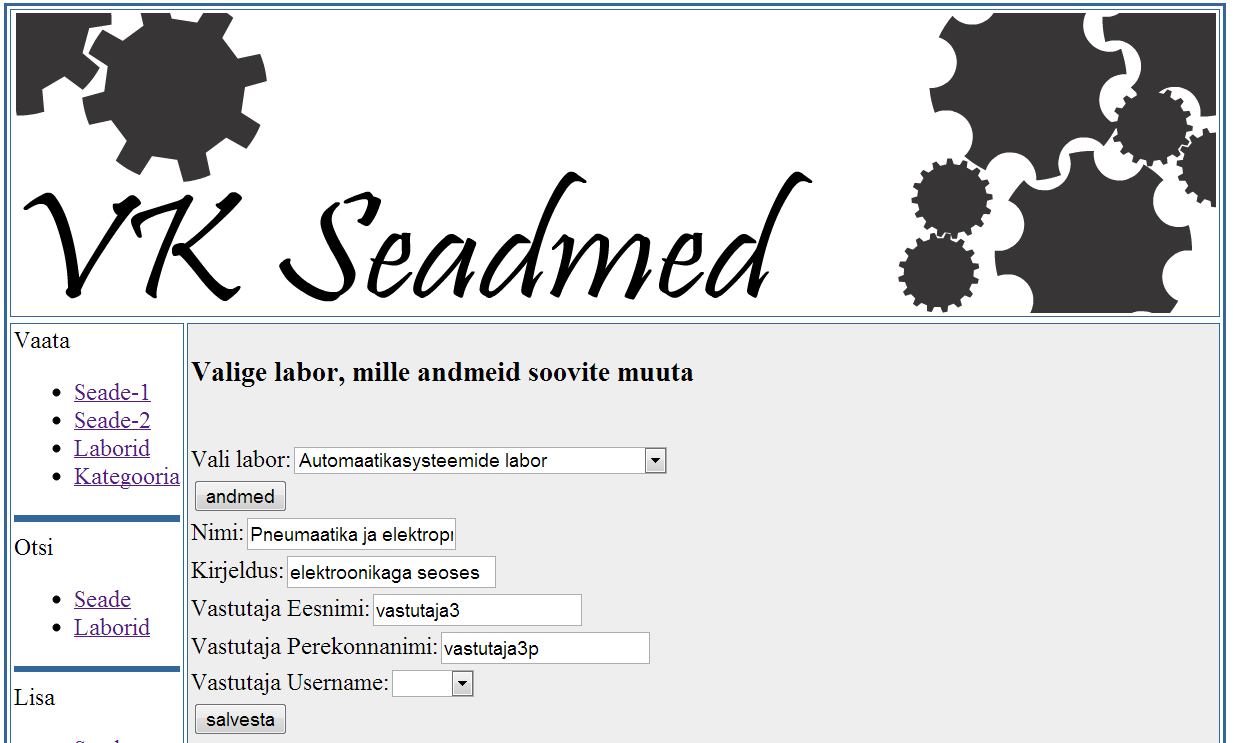 VK Seadmed
Vaata
Seade-1
Seade-2
Laborid
Kategooria
Otsi
Seade
Laborid
Lisa
Valige labor, mille andmeid soovite muuta
Vali labor: Automaatikasysteemide labor
andmed
Nimi: Pneumaatika ja
Kirjeldus: elektroonikaga seoses
Vastutaja Eesnimi: vastutaja3
Vastutaja Perekonnanimi: vastutaja3p
Vastutaja Username:
salvesta